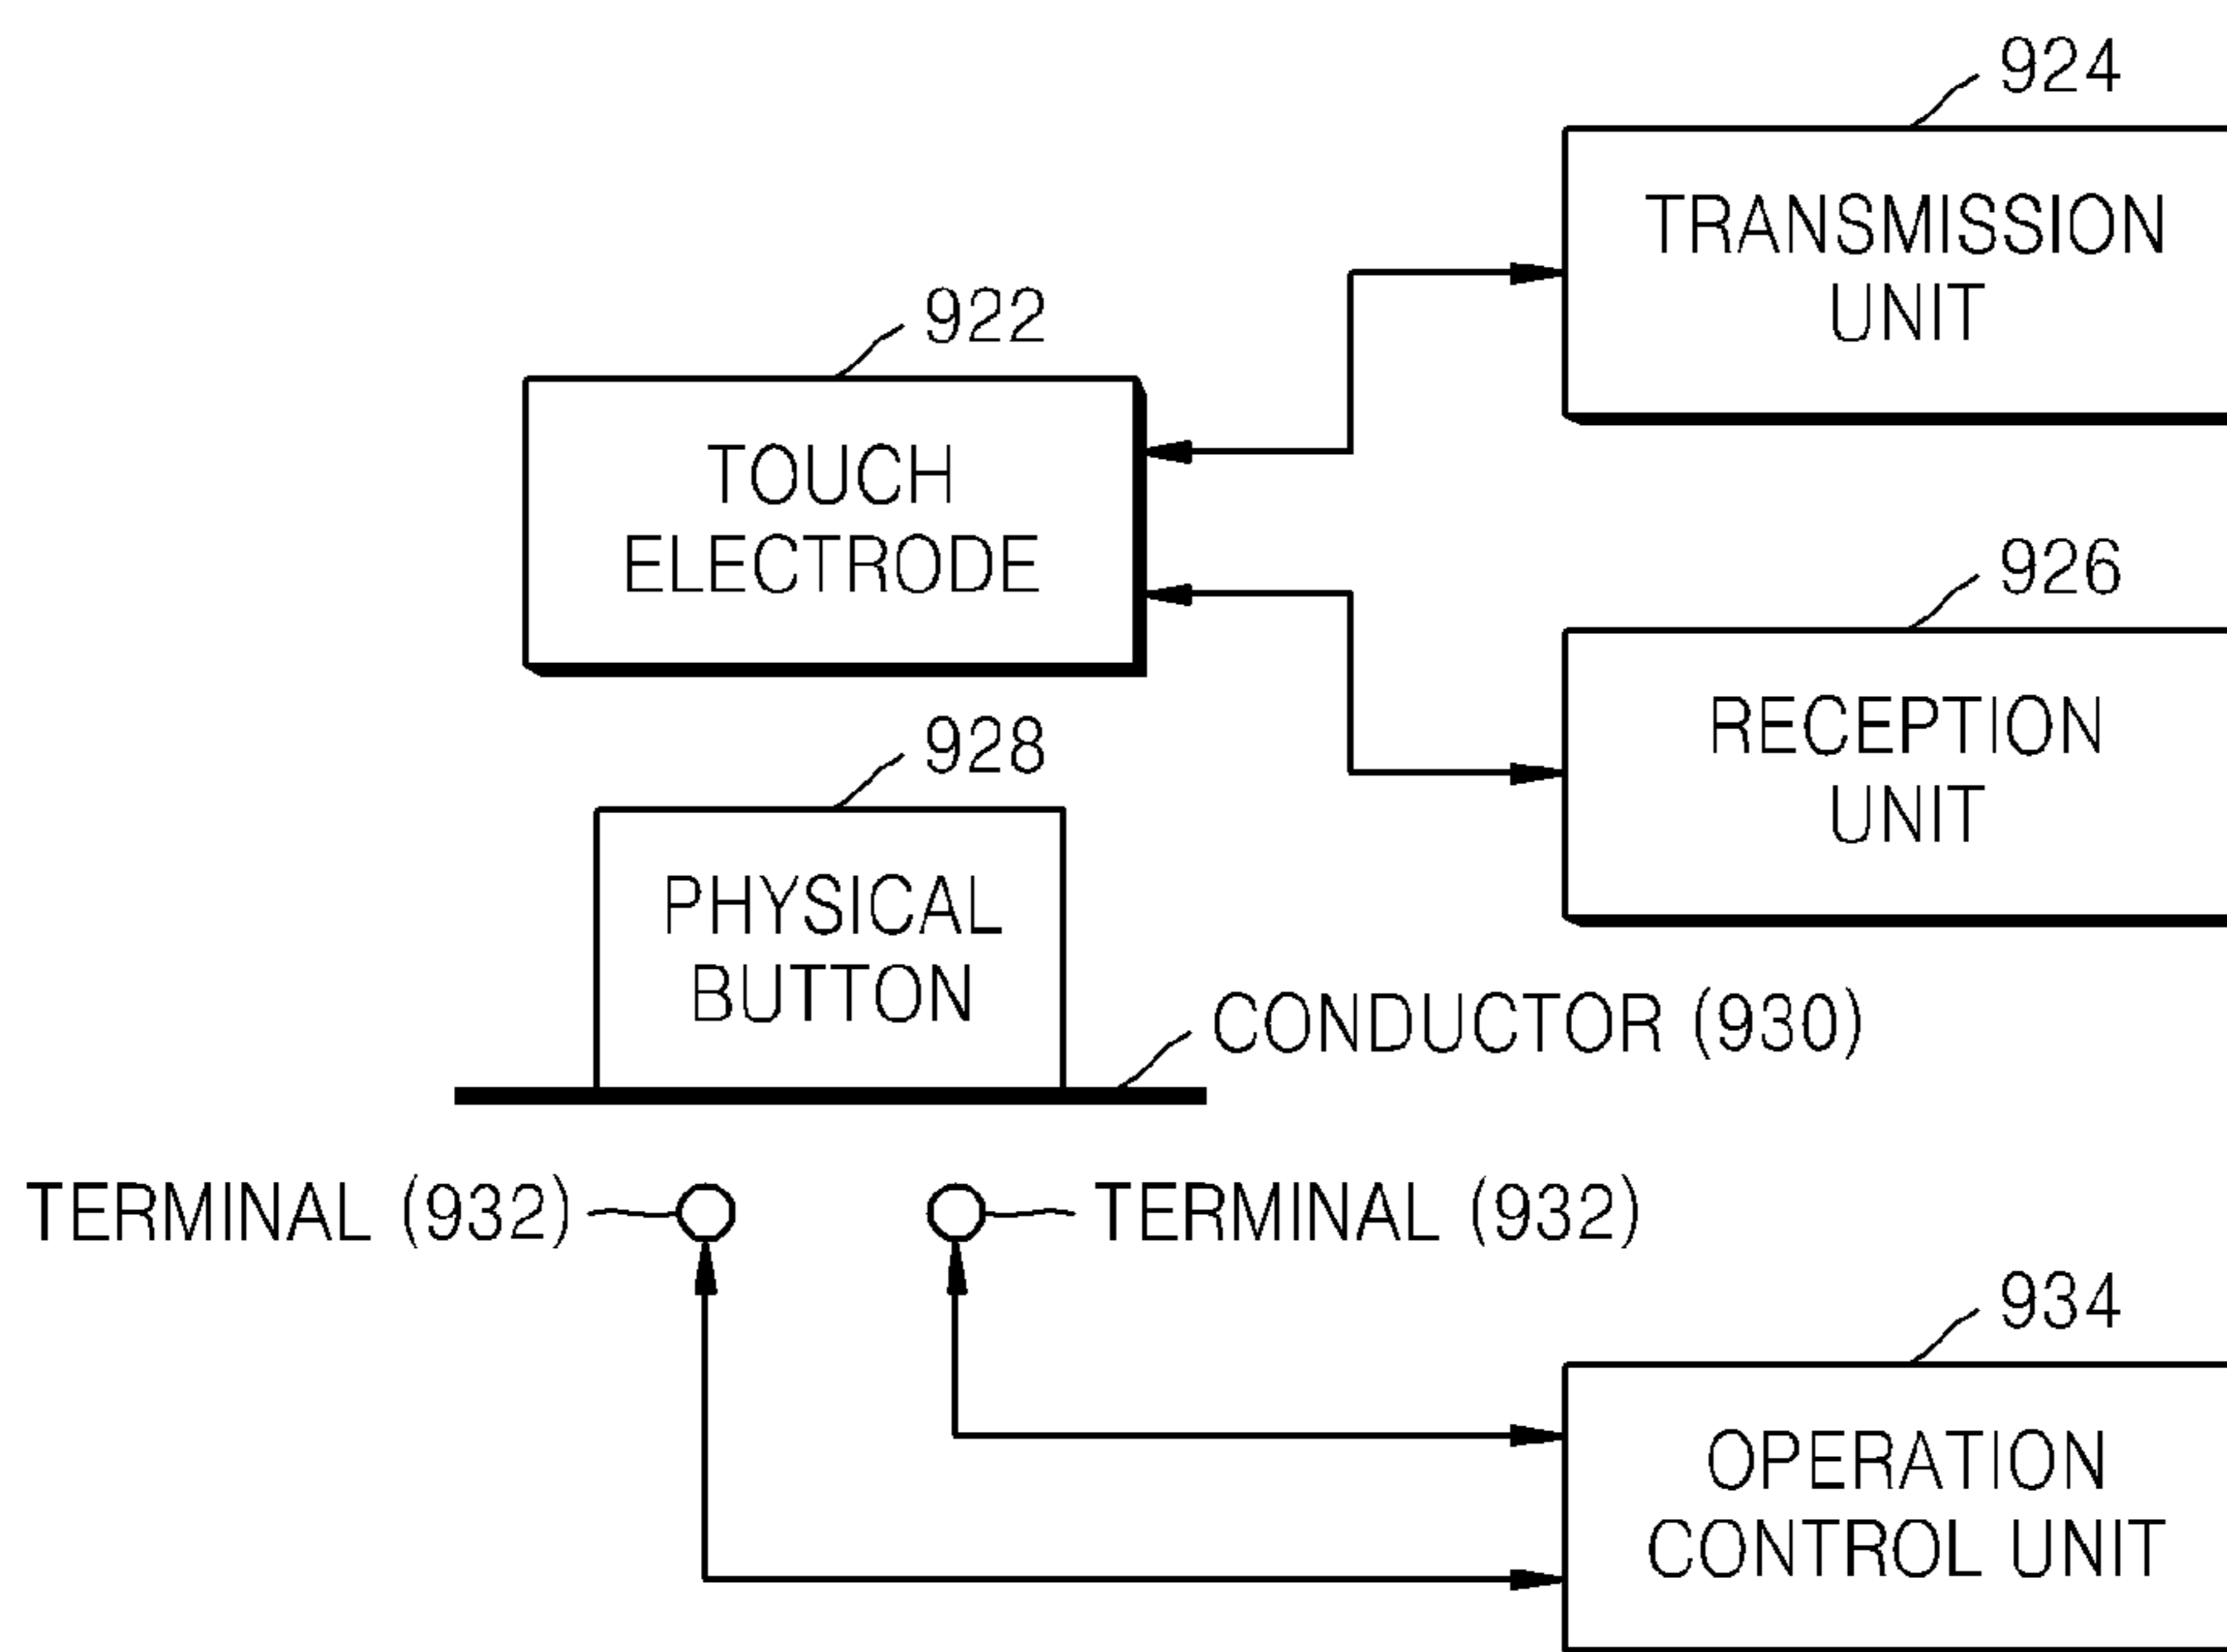 924
TRANSMISSION
UNIT
922
TOUCH
ELECTRODE
926
RECEPTION
UNIT
928
PHYSICAL
BUTTON
CONDUCTOR (930)
TERMINAL (932)
TERMINAL (932)
934
OPERATION
CONTROL UNIT